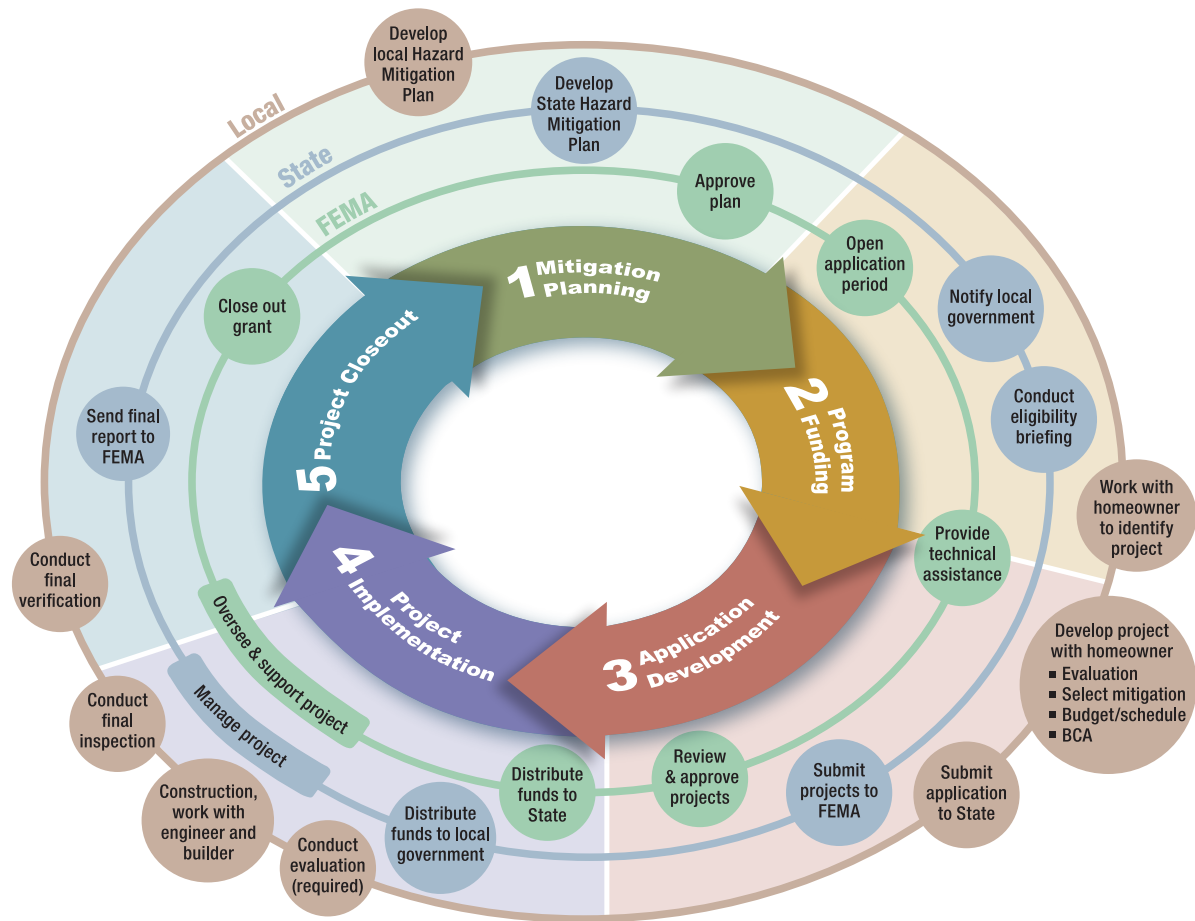 Local
State
FEMA
Develop
local Hazard
Mitigation
Plan
Develop
State Hazard
Mitigation
Plan
Approve
plan
1 Mitigation
Planning
Open
application
period
Notify local
government
Conduct
eligibility
briefing
Work with
homeowner
to identify
project
2 Program
Funding
Provide
technical
assistance
Develop project
with homeowner
■ Evaluation
■ Select mitigation
■ Budget/schedule
■ BCA
Submit
application
to State
Submit
projects to
FEMA
Review
& approve
projects
3 Application
Development
Distribute
funds to
State
Distribute
funds to local
government
Conduct
evaluation
(required)
Construction,
work with
engineer and
builder
Conduct
final
inspection
Manage project
Oversee & support project
4 Project
Implementation
Conduct
final
verification
Send final
report to
FEMA
Close out
grant
5 Project Closeout